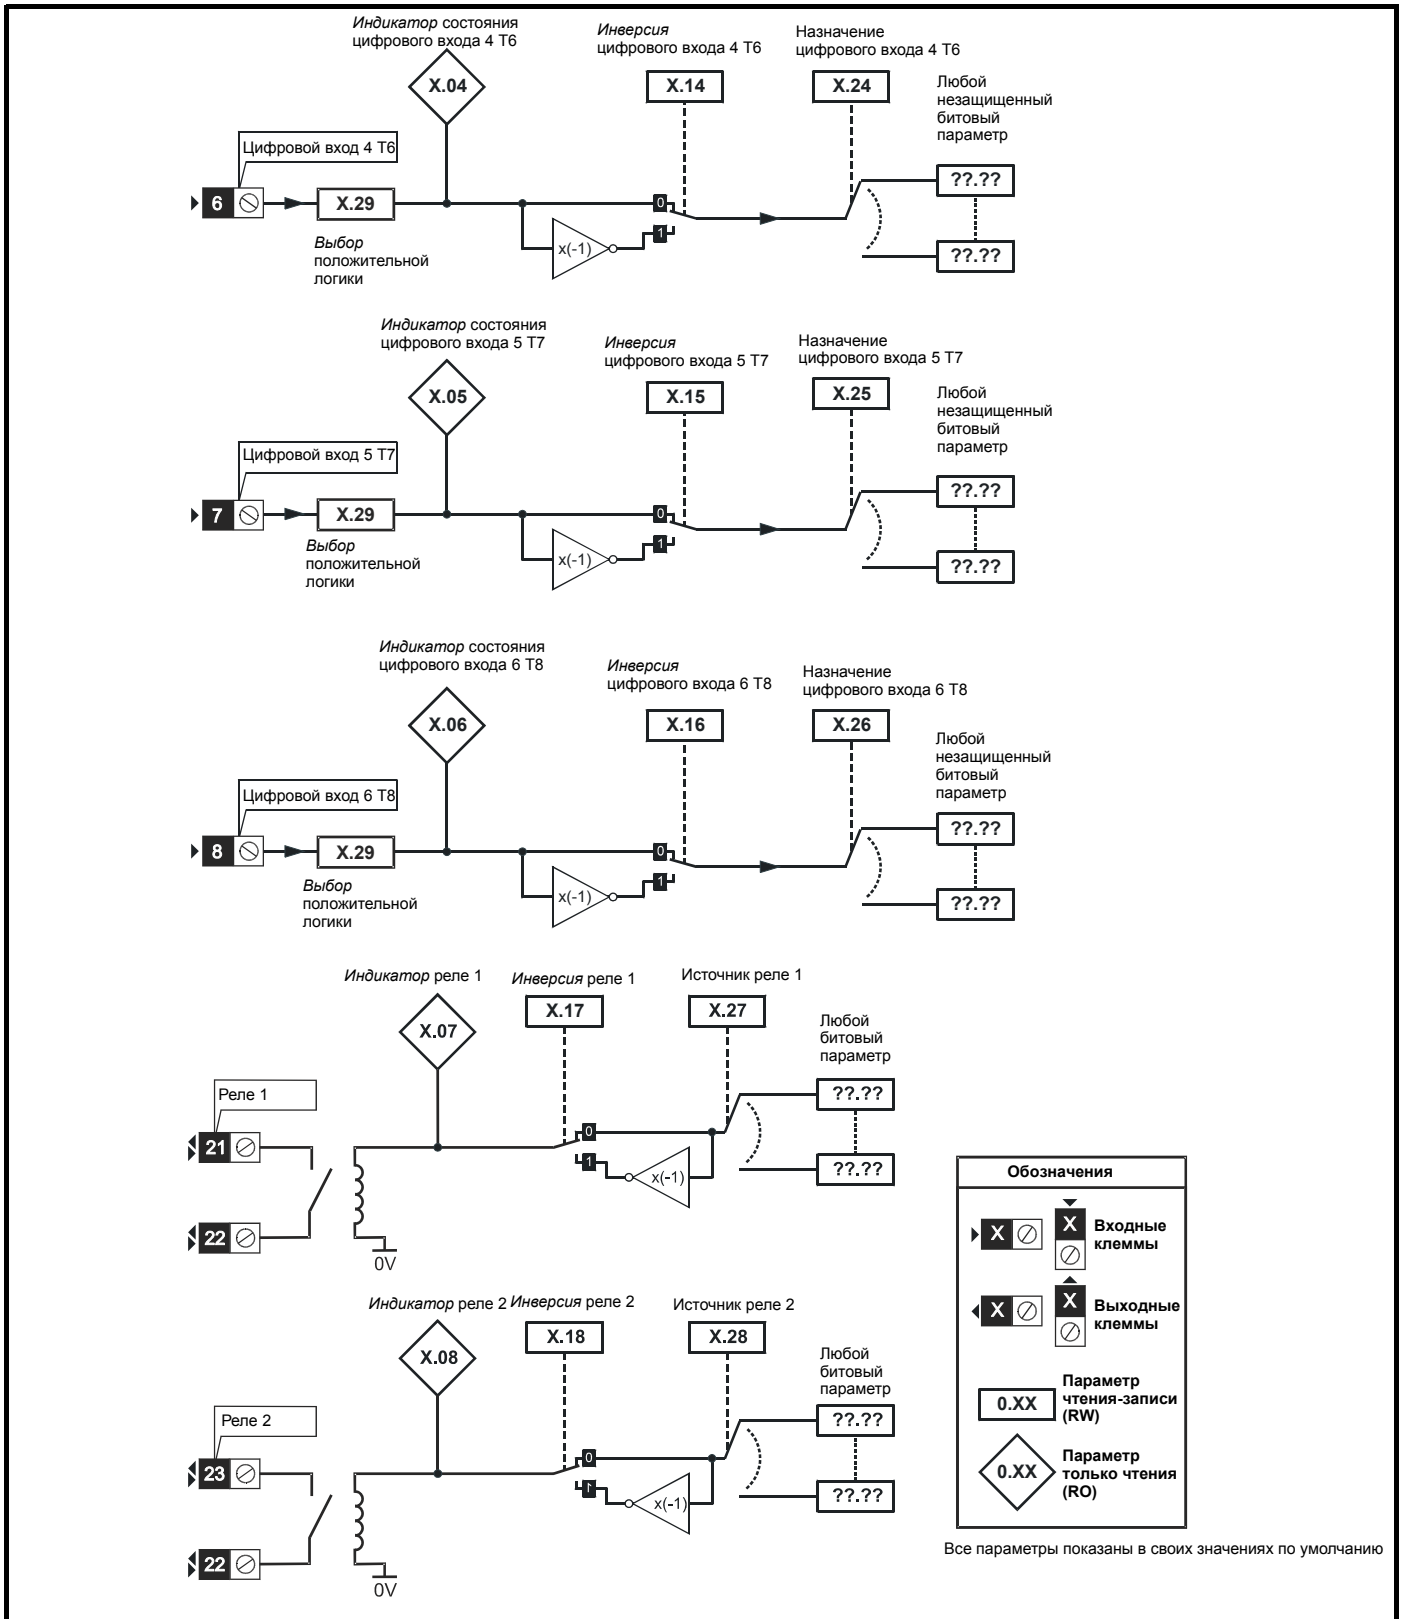 Индикатор состояния
цифрового входа 4 T6
Инверсия
цифрового входа 4 T6
Назначение
цифрового входа 4 T6
X.04
X.14
X.24
Любой
незащищенный
битовый
параметр
Цифровой вход 4 T6
6
X.29
0
1
x(-1)
??.??
??.??
Выбор
положительной
логики
Индикатор состояния
цифрового входа 5 T7
Инверсия
цифрового входа 5 T7
Назначение
цифрового входа 5 T7
X.05
X.15
X.25
Любой
незащищенный
битовый
параметр
Цифровой вход 5 T7
7
X.29
0
1
x(-1)
??.??
??.??
Выбор
положительной
логики
Индикатор состояния
цифрового входа 6 T8
Инверсия
цифрового входа 6 T8
Назначение
цифрового входа 6 T8
X.06
X.16
X.26
Любой
незащищенный
битовый
параметр
Цифровой вход 6 T8
8
X.29
0
1
x(-1)
??.??
??.??
Выбор
положительной
логики
Индикатор реле 1
Инверсия реле 1
Источник реле 1
X.07
X.17
X.27
Любой
битовый
параметр
Реле 1
21
22
0V
0
1
x(-1)
??.??
??.??
Индикатор реле 2
Инверсия реле 2
Источник реле 2
X.08
X.18
X.28
Любой
битовый
параметр
Реле 2
23
22
0V
0
1
x(-1)
??.??
??.??
Обозначения
X
X
Входные
клеммы
X
X
Выходные
клеммы
0.XX
Параметр
чтения-записи
(RW)
0.XX
Параметр
только чтения
(RO)
Все параметры показаны в своих значениях по умолчанию